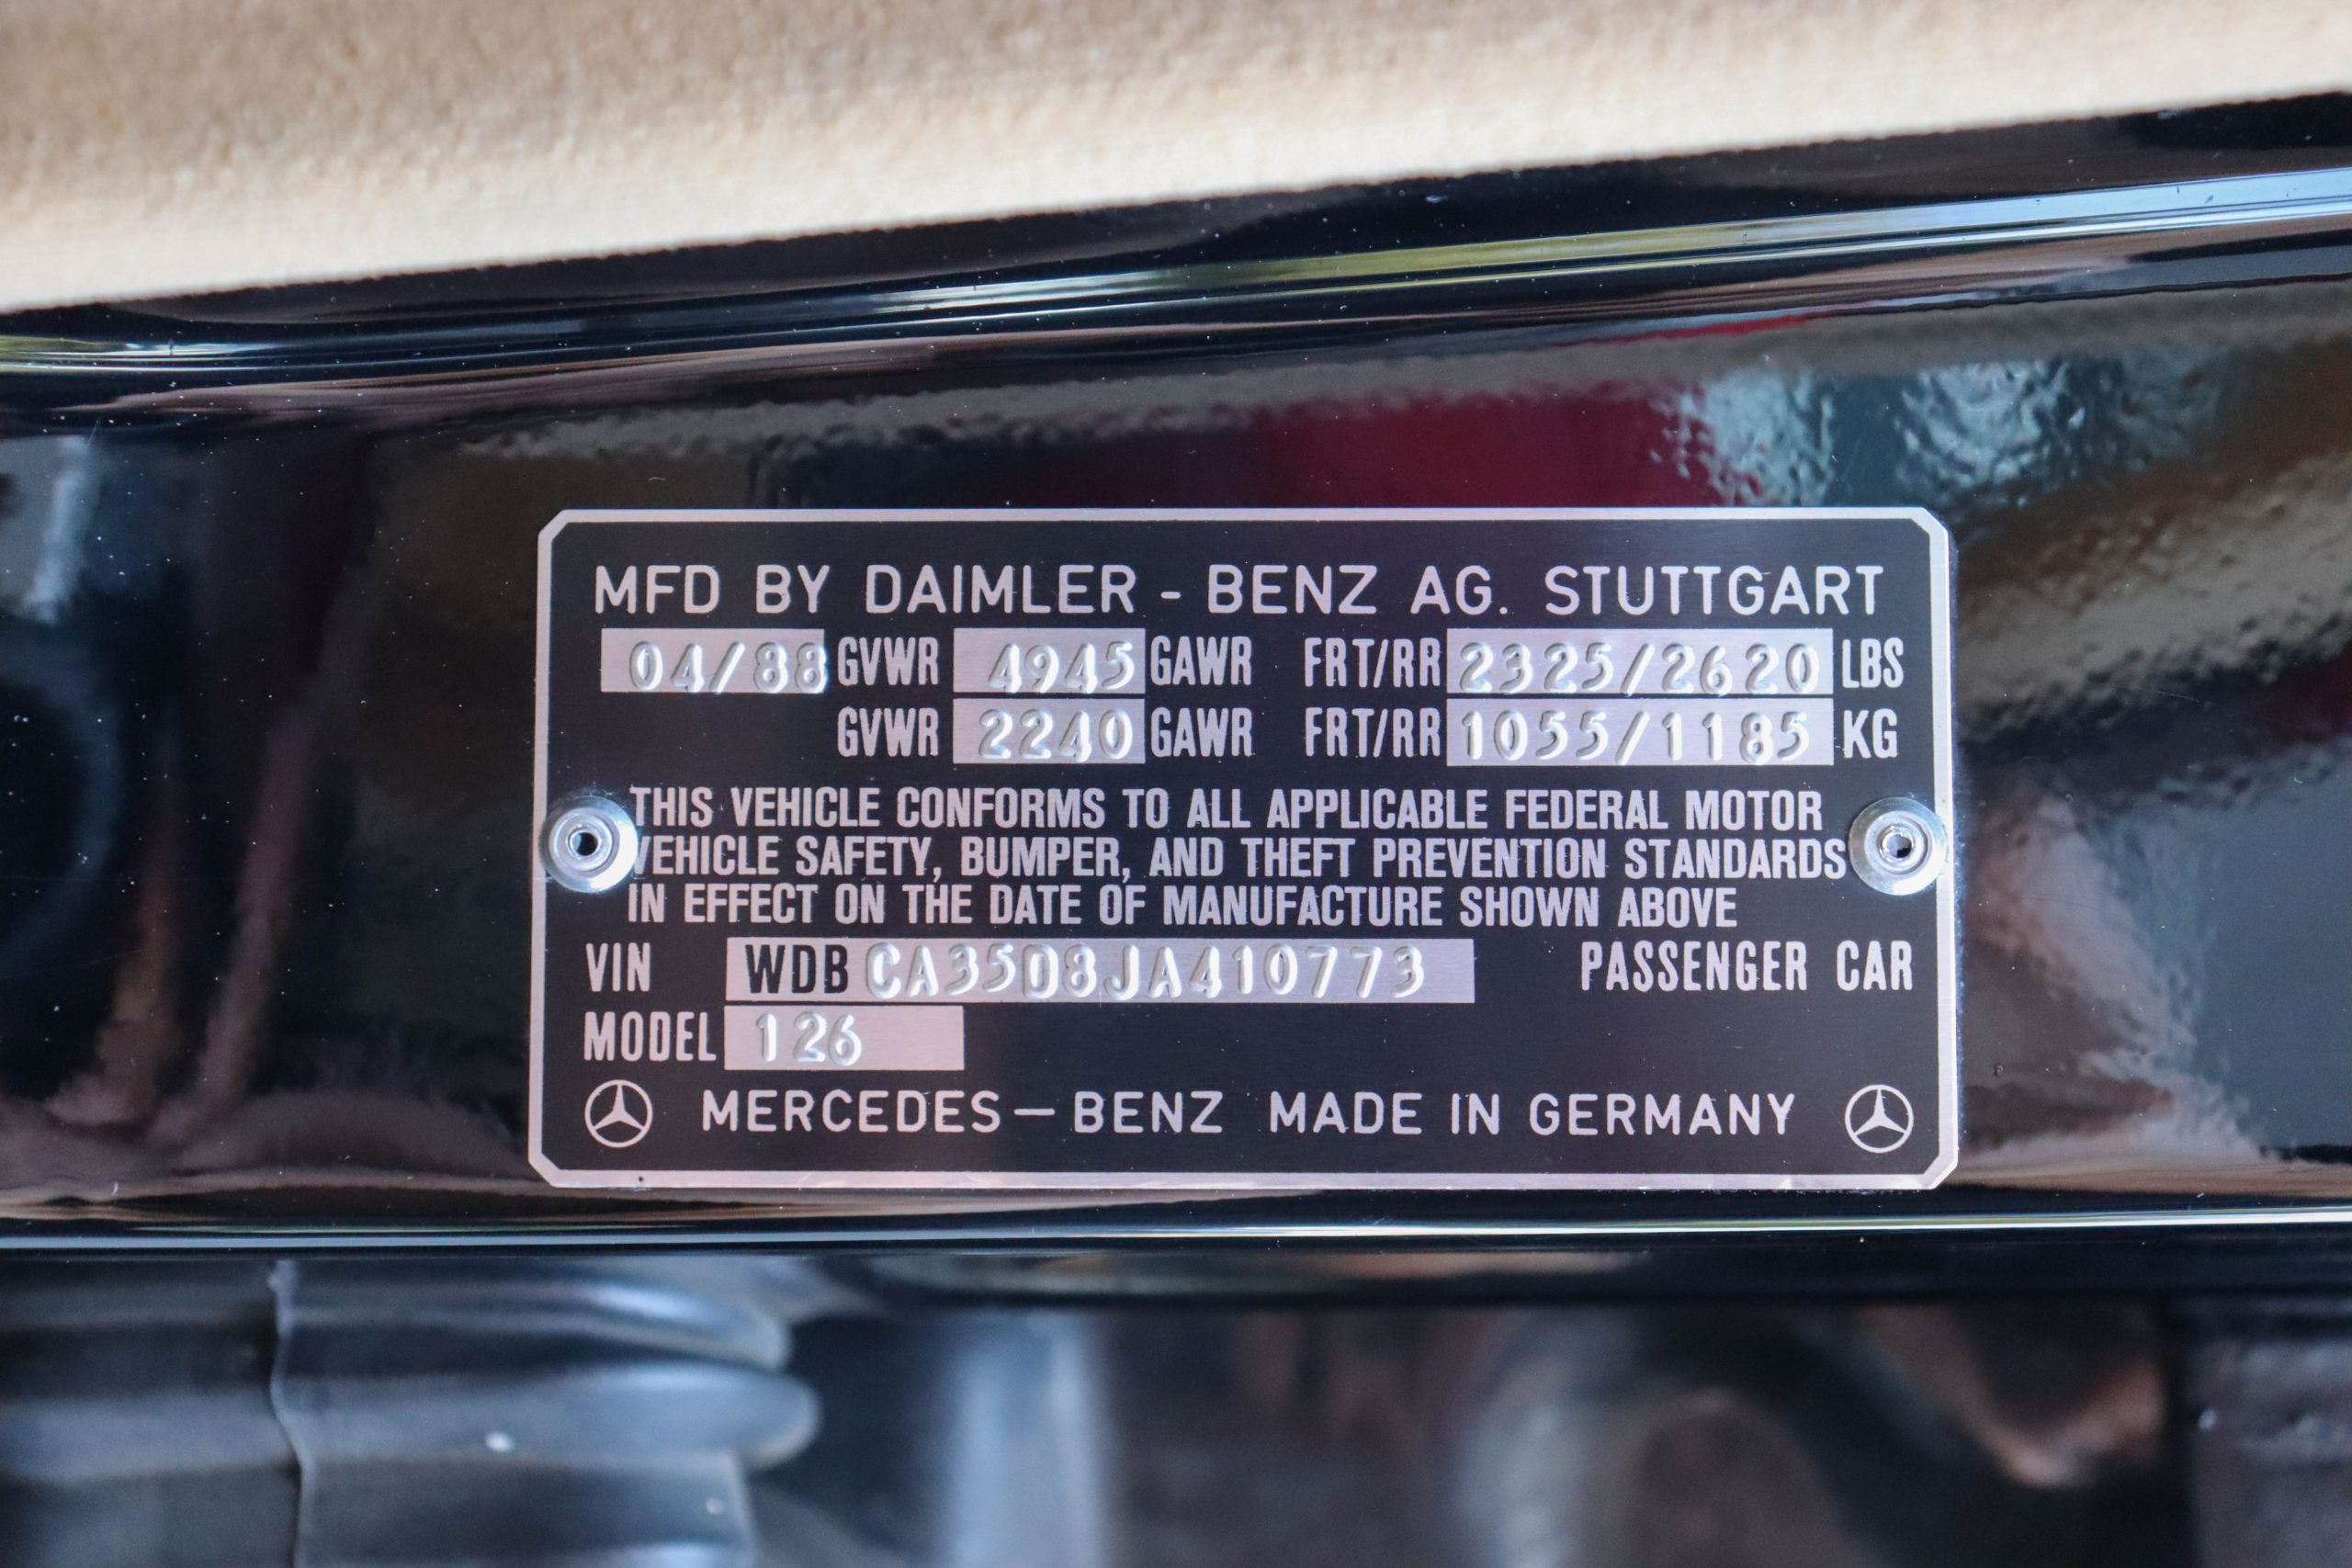 MFD BY DAIMLER - BENZ AG. STUTTGART
04/88 GVWR 4945 GAWR FRT/RR 2325/2620 LBS
GVWR 2240 GAWR FRT/RR 1055/1185 KG
THIS VEHICLE CONFORMS TO ALL APPLICABLE FEDERAL MOTOR
VEHICLE SAFETY, BUMPER, AND THEFT PREVENTION STANDARDS
IN EFFECT ON THE DATE OF MANUFACTURE SHOWN ABOVE
VIN WDB CA35D8JA410773 PASSENGER CAR
MODEL 126
MERCEDES — BENZ MADE IN GERMANY